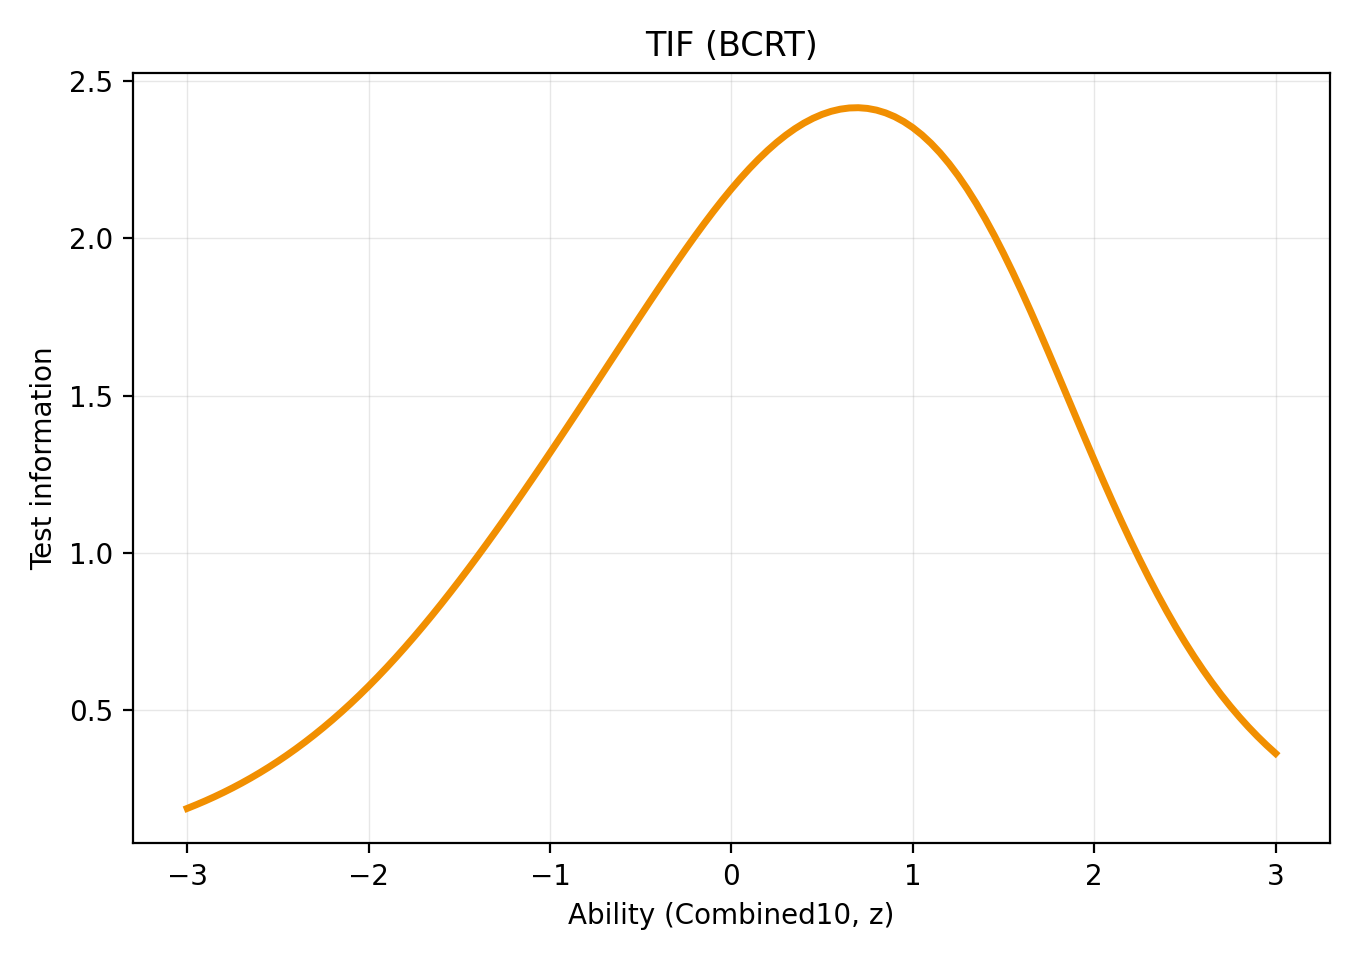 TIF (BCRT)
2.5
2.0
1.5
1.0
0.5
Test information
−3 −2 −1 0 1 2 3
Ability (Combined10, z)